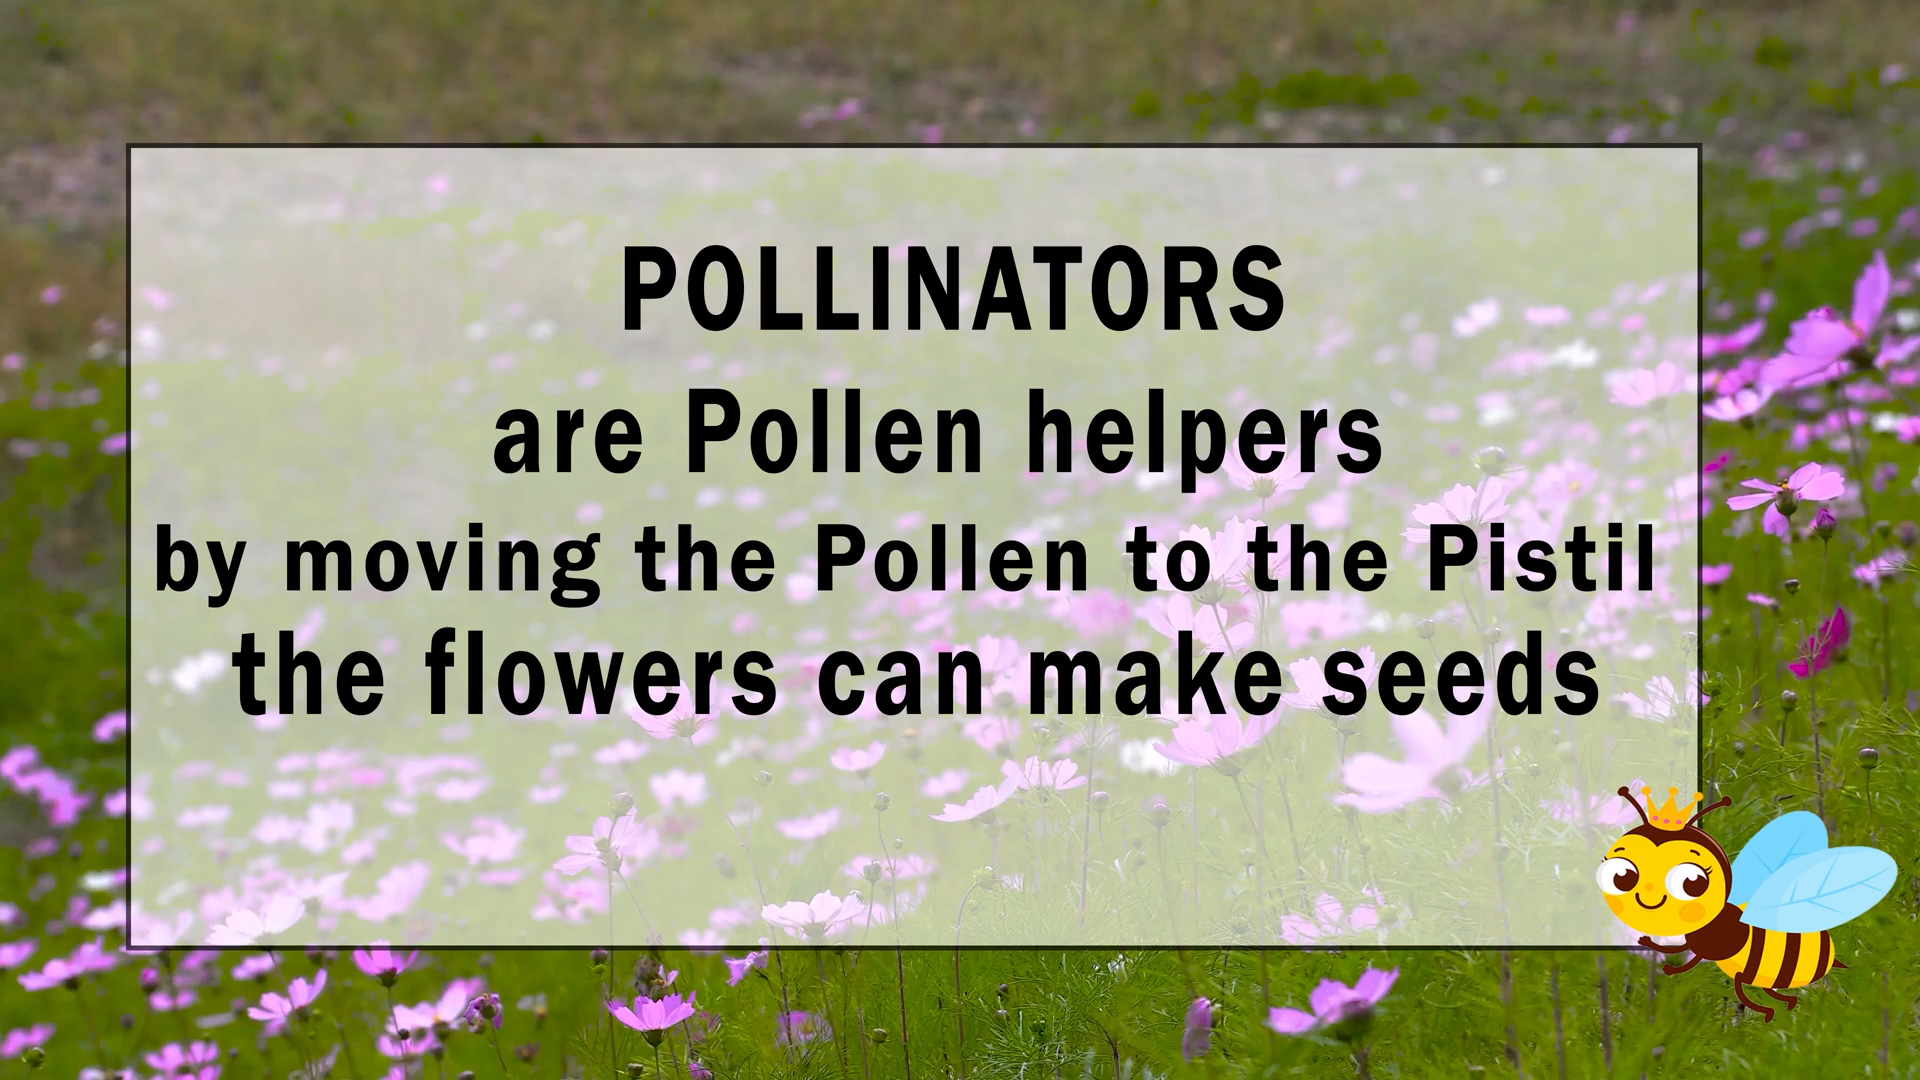 POLLINATORS
are Pollen helpers
by moving the Pollen to the Pistil
the flowers can make seeds